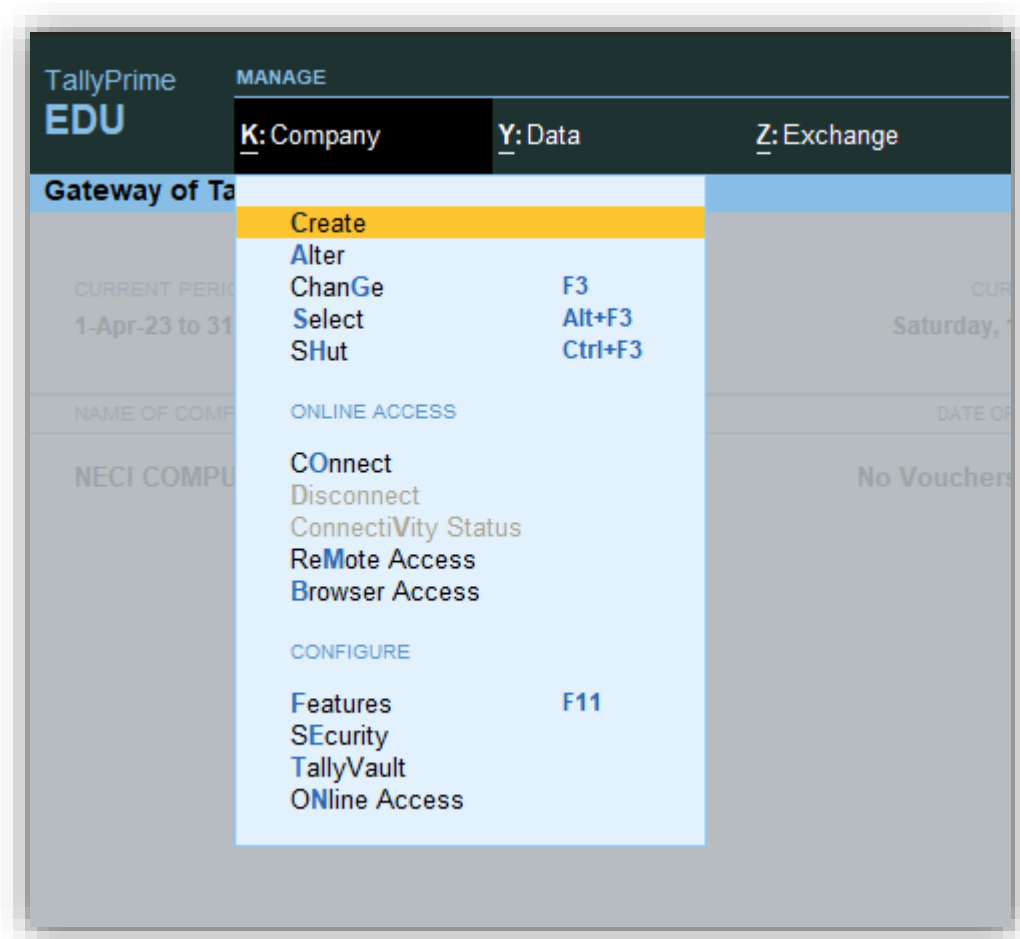 TallyPrime MANAGE
EDU
K: Company Y: Data Z: Exchange
Gateway of Ta
Create
Alter
CURRENT PERIO ChanGe F3 CUR
1-Apr-23 to 31 Select Alt+F3 Saturday,
SHut Ctrl+F3
NAME OF COMP ONLINE ACCESS DATE OF
NECI COMPU COnnect No Vouchers
Disconnect
ConnectiVity Status
ReMote Access
Browser Access
CONFIGURE
Features F11
SEcurity
TallyVault
ONline Access